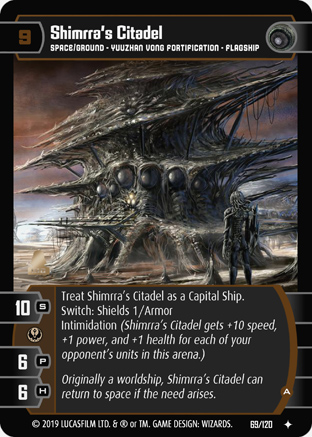 9
Shimrra's Citadel
SPACE/GROUND - YUUZHAN VONG FORTIFICATION - FLAGSHIP
10 S
Treat Shimrra's Citadel as a Capital Ship.
Switch: Shields 1/Armor
Intimidation (Shimrra's Citadel gets +10 speed,
+1 power, and +1 health for each of your
opponent's units in this arena.)
6 P
6 H
Originally a worldship, Shimrra's Citadel can
return to space if the need arises.
A
© 2019 LUCASFILM LTD. & ® or TM. GAME DESIGN: WIZARDS.
69/120